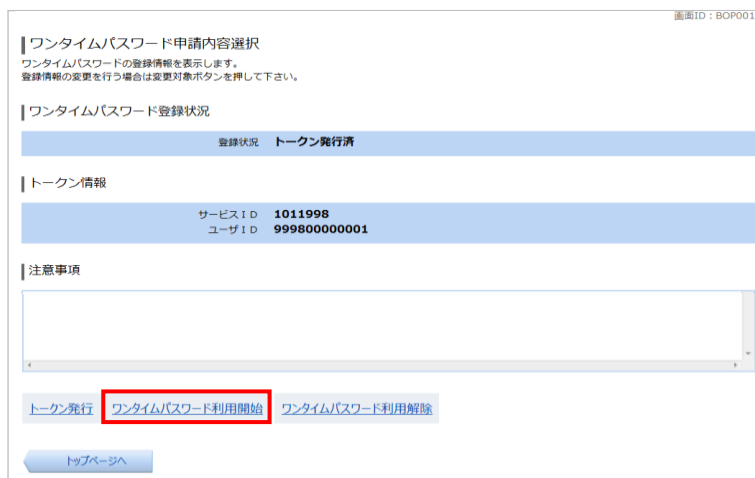 画面ID：BOP001
ワンタイムパスワード申請内容選択
ワンタイムパスワードの登録情報を表示します。
登録情報の変更を行う場合は変更対象ボタンを押して下さい。
ワンタイムパスワード登録状況
登録状況 トークン発行済
トークン情報
サービスＩＤ 1011998
ユーザＩＤ 999800000001
注意事項
トークン発行 ワンタイムパスワード利用開始 ワンタイムパスワード利用解除
トップページへ